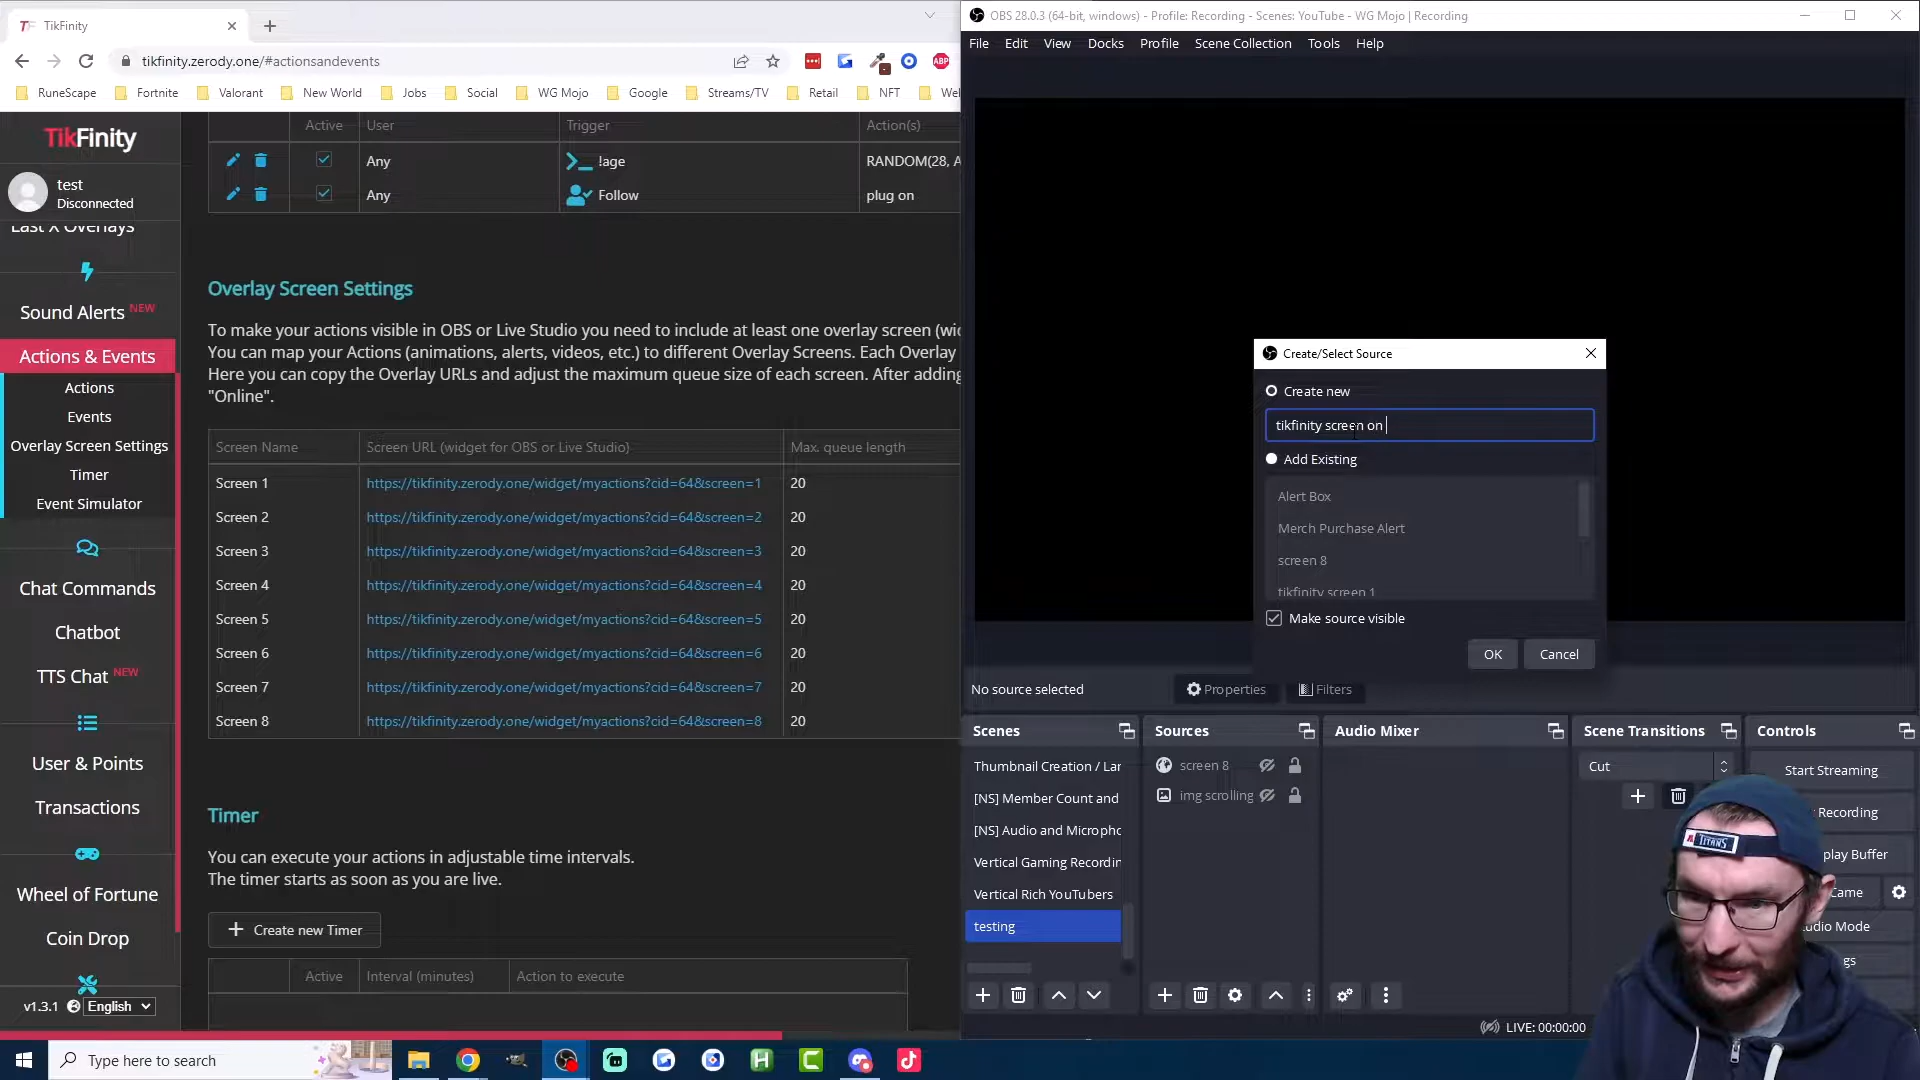 TikFinity
OBS 28.0.3 (64-bit, windows) - Profile: Recording - Scenes: YouTube - WG Mojo | Recording
tikfinity.zerody.one/#actionsandevents
File Edit View Docks Profile Scene Collection Tools Help
RuneScape Fortnite Valorant New World Jobs Social WG Mojo Google Streams/TV Retail NFT We
TikFinity
test
Disconnected
Last X Overlays
Sound Alerts NEW
Actions & Events
Actions
Events
Overlay Screen Settings
Timer
Event Simulator
Chat Commands
Chatbot
TTS Chat NEW
User & Points
Transactions
Wheel of Fortune
Coin Drop
v1.3.1 English
Active User Trigger Action(s)
Any !age RANDOM(28, A
Any Follow plug on
Overlay Screen Settings
To make your actions visible in OBS or Live Studio you need to include at least one overlay screen (wi
You can map your Actions (animations, alerts, videos, etc.) to different Overlay Screens. Each Overlay
Here you can copy the Overlay URLs and adjust the maximum queue size of each screen. After adding
"Online".
Screen Name Screen URL (widget for OBS or Live Studio) Max. queue length
Screen 1 https://tikfinity.zerody.one/widget/myactions?cid=64&screen=1 20
Screen 2 https://tikfinity.zerody.one/widget/myactions?cid=64&screen=2 20
Screen 3 https://tikfinity.zerody.one/widget/myactions?cid=64&screen=3 20
Screen 4 https://tikfinity.zerody.one/widget/myactions?cid=64&screen=4 20
Screen 5 https://tikfinity.zerody.one/widget/myactions?cid=64&screen=5 20
Screen 6 https://tikfinity.zerody.one/widget/myactions?cid=64&screen=6 20
Screen 7 https://tikfinity.zerody.one/widget/myactions?cid=64&screen=7 20
Screen 8 https://tikfinity.zerody.one/widget/myactions?cid=64&screen=8 20
Timer
You can execute your actions in adjustable time intervals.
The timer starts as soon as you are live.
+ Create new Timer
Active Interval (minutes) Action to execute
Create/Select Source
Create new
tikfinity screen on
Add Existing
Alert Box
Merch Purchase Alert
screen 8
tikfinity screen 1
Make source visible
OK Cancel
No source selected Properties Filters
Scenes
Thumbnail Creation / Lar
[NS] Member Count and
[NS] Audio and Micropho
Vertical Gaming Recordin
Vertical Rich YouTubers
testing
Sources
screen 8
img scrolling
Audio Mixer
Scene Transitions
Cut
Controls
Start Streaming
Recording
play Buffer
Came
udio Mode
gs
TITANS
LIVE: 00:00:00
Type here to search
ABP